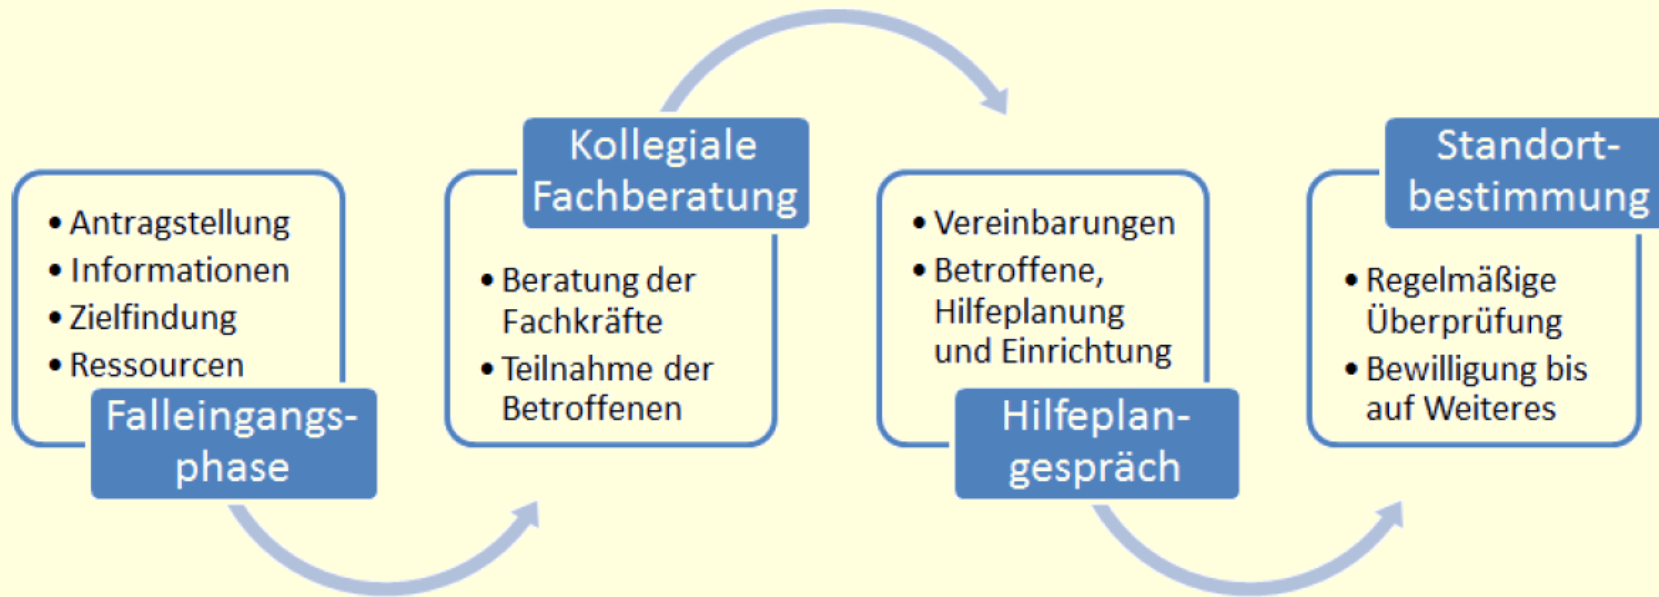 • Antragstellung
• Informationen
• Zielfindung
• Ressourcen
Falleingangs-
phase
Kollegiale
Fachberatung
• Beratung der
Fachkräfte
• Teilnahme der
Betroffenen
• Vereinbarungen
• Betroffene,
Hilfeplanung
und Einrichtung
Hilfeplan-
gespräch
Standort-
bestimmung
• Regelmäßige
Überprüfung
• Bewilligung bis
auf Weiteres